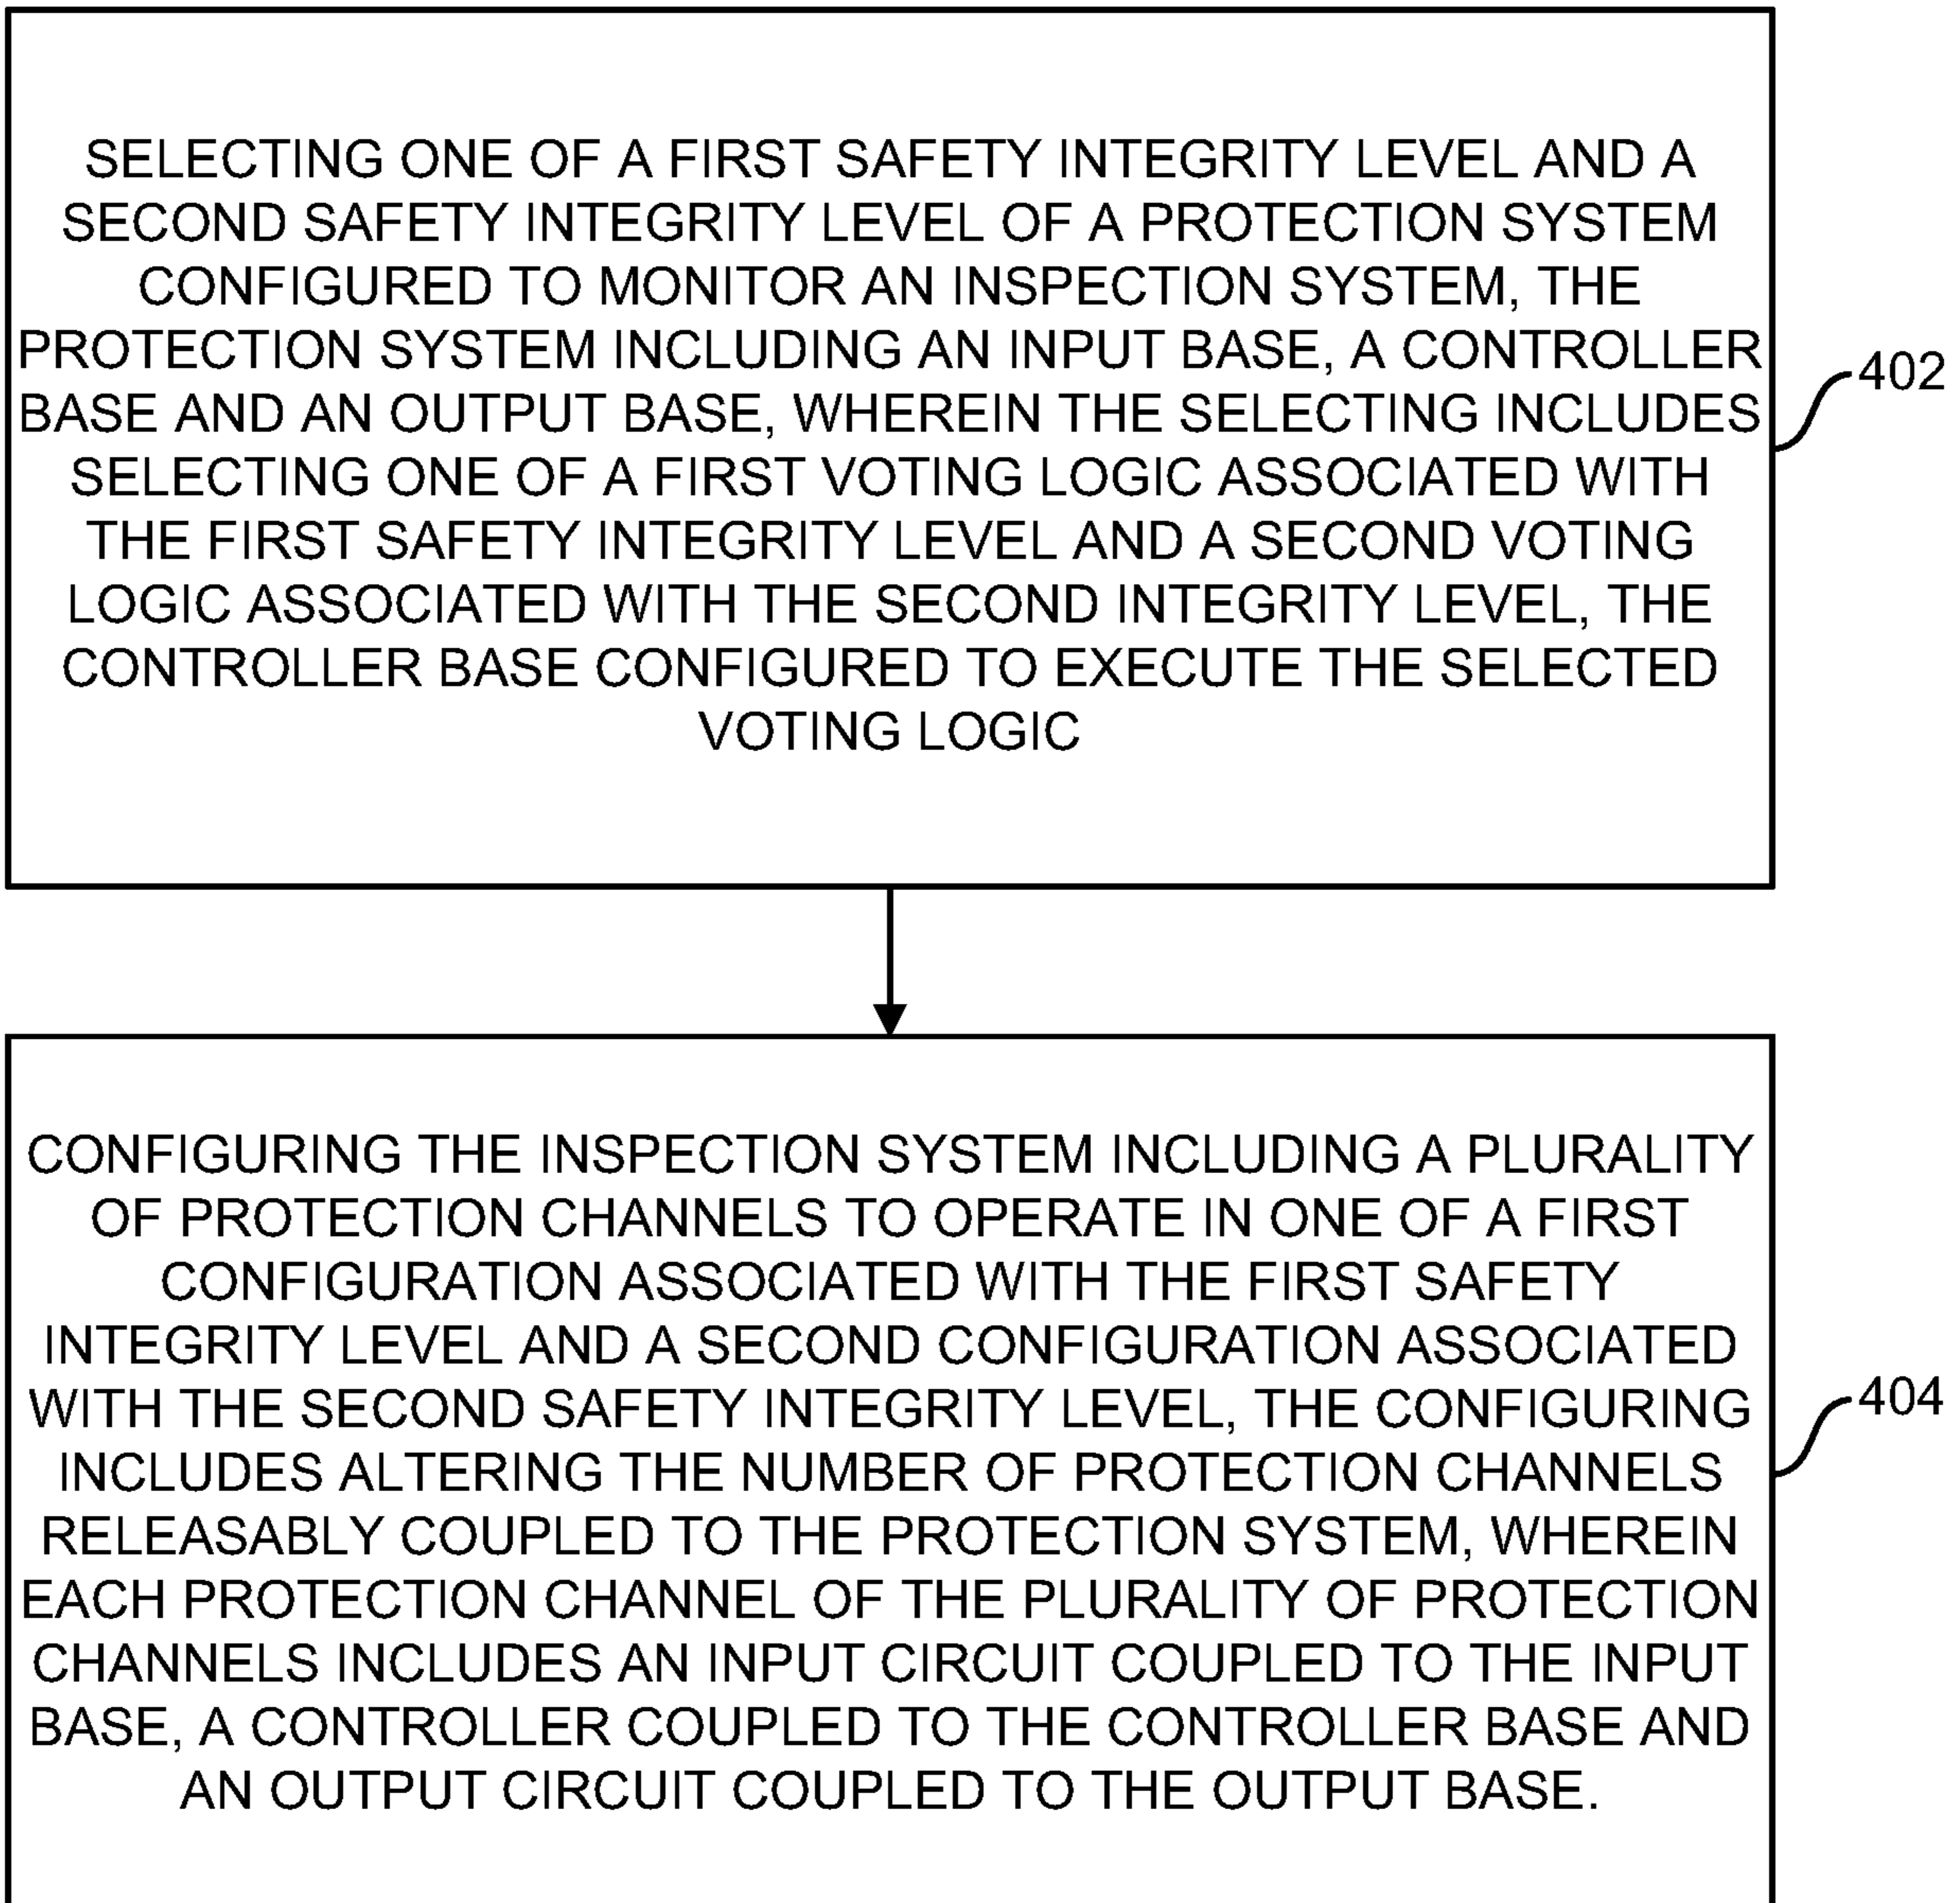 SELECTING ONE OF A FIRST SAFETY INTEGRITY LEVEL AND A
SECOND SAFETY INTEGRITY LEVEL OF A PROTECTION SYSTEM
CONFIGURED TO MONITOR AN INSPECTION SYSTEM, THE
PROTECTION SYSTEM INCLUDING AN INPUT BASE, A CONTROLLER
BASE AND AN OUTPUT BASE, WHEREIN THE SELECTING INCLUDES
SELECTING ONE OF A FIRST VOTING LOGIC ASSOCIATED WITH
THE FIRST SAFETY INTEGRITY LEVEL AND A SECOND VOTING
LOGIC ASSOCIATED WITH THE SECOND INTEGRITY LEVEL, THE
CONTROLLER BASE CONFIGURED TO EXECUTE THE SELECTED
VOTING LOGIC
402
CONFIGURING THE INSPECTION SYSTEM INCLUDING A PLURALITY
OF PROTECTION CHANNELS TO OPERATE IN ONE OF A FIRST
CONFIGURATION ASSOCIATED WITH THE FIRST SAFETY
INTEGRITY LEVEL AND A SECOND CONFIGURATION ASSOCIATED
WITH THE SECOND SAFETY INTEGRITY LEVEL, THE CONFIGURING
INCLUDES ALTERING THE NUMBER OF PROTECTION CHANNELS
RELEASABLY COUPLED TO THE PROTECTION SYSTEM, WHEREIN
EACH PROTECTION CHANNEL OF THE PLURALITY OF PROTECTION
CHANNELS INCLUDES AN INPUT CIRCUIT COUPLED TO THE INPUT
BASE, A CONTROLLER COUPLED TO THE CONTROLLER BASE AND
AN OUTPUT CIRCUIT COUPLED TO THE OUTPUT BASE.
404